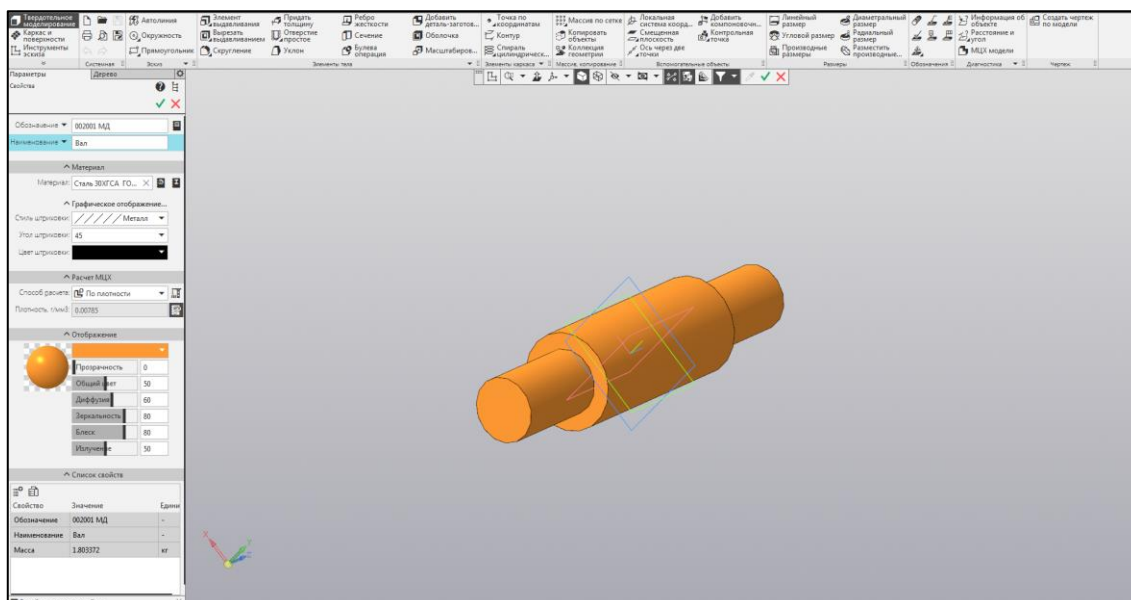 Твердотельное моделирование
Каркас и поверхности
Инструменты эскиза
Системная
Автолиния
Окружность
Прямоугольник
Эскиз
Элемент выдавливания
Вырезать выдавливанием
Скругление
Придать толщину
Отверстие простое
Уклон
Ребро жесткости
Сечение
Булева операция
Добавить деталь-заготов...
Оболочка
Масштабиров...
Элементы тела
Точка по координатам
Контур
Спираль цилиндрическ...
Элементы каркаса
Массив по сетке
Копировать объекты
Коллекция геометрии
Массив, копирование
Локальная система коорд...
Смещенная плоскость
Ось через две точки
Добавить компоновочн...
Контрольная точка
Вспомогательные объекты
Линейный размер
Угловой размер
Производные размеры
Диаметральный размер
Радиальный размер
Разместить производны...
Размеры
Обозначения
Информация об объекте
Расстояние и угол
МЦХ модели
Диагностика
Создать чертеж по модели
Чертеж
Параметры Дерево
Свойства
Обозначение 002001 МД
Наименование Вал
Материал
Материал: Сталь 30ХГСА ГО...
Графическое отображение...
Стиль штриховки: Металл
Угол штриховки: 45
Цвет штриховки:
Расчет МЦХ
Способ расчета: По плотности
Плотность, г/мм3: 0.00785
Отображение
Прозрачность 0
Общий цвет 50
Диффузия 60
Зеркальность 80
Блеск 80
Излучение 50
Список свойств
Свойство Значение Едини
Обозначение 002001 МД -
Наименование Вал -
Масса 1.803372 кг
X
Y
Z